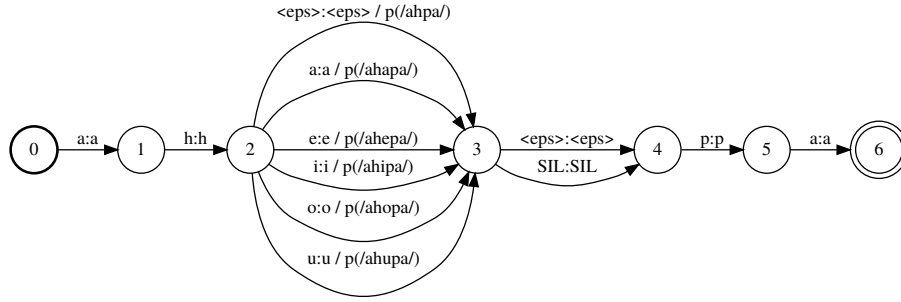 <eps>:<eps> / p(/ahpa/)
a:a / p(/ahapa/)
0 a:a 1 h:h 2 e:e / p(/ahepa/) 3 <eps>:<eps> 4 p:p 5 a:a 6
i:i / p(/ahipa/) SIL:SIL
o:o / p(/ahopa/)
u:u / p(/ahupa/)